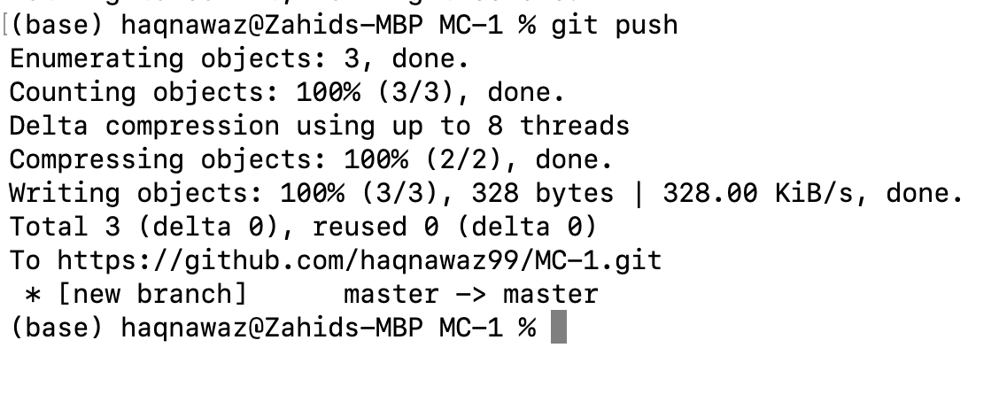 (base) haqnawaz@Zahids-MBP MC-1 % git push
Enumerating objects: 3, done.
Counting objects: 100% (3/3), done.
Delta compression using up to 8 threads
Compressing objects: 100% (2/2), done.
Writing objects: 100% (3/3), 328 bytes | 328.00 KiB/s, done.
Total 3 (delta 0), reused 0 (delta 0)
To https://github.com/haqnawaz99/MC-1.git
 * [new branch]      master -> master
(base) haqnawaz@Zahids-MBP MC-1 %